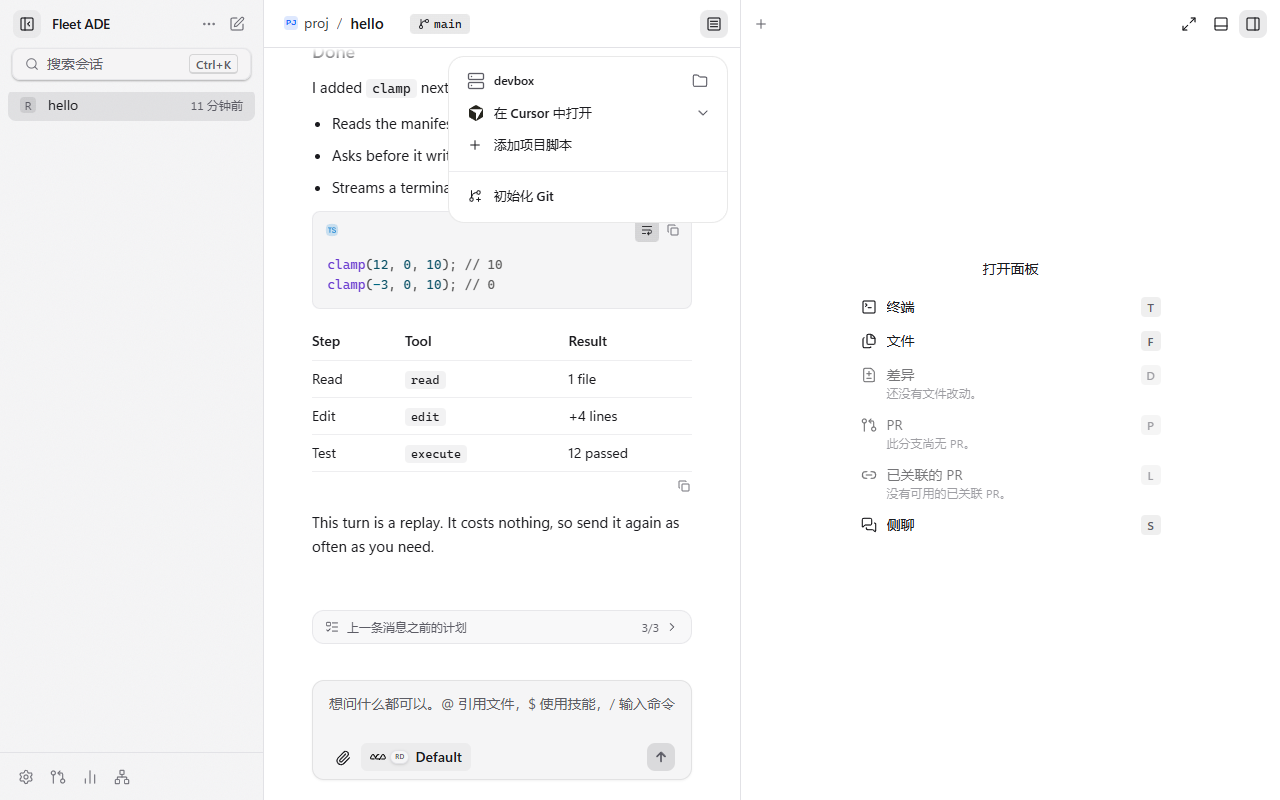 Fleet ADE
搜索会话
Ctrl+K
R hello 11 分钟前
PJ proj / hello main
Done
I added clamp next
Reads the manifes
Asks before it writ
Streams a termina
devbox
在 Cursor 中打开
添加项目脚本
初始化 Git
TS
clamp(12, 0, 10); // 10
clamp(-3, 0, 10); // 0
Step Tool Result
Read read 1 file
Edit edit +4 lines
Test execute 12 passed
This turn is a replay. It costs nothing, so send it again as
often as you need.
上一条消息之前的计划 3/3
想问什么都可以。@ 引用文件，$ 使用技能，/ 输入命令
RD Default
打开面板
终端 T
文件 F
差异 D
还没有文件改动。
PR P
此分支尚无 PR。
已关联的 PR L
没有可用的已关联 PR。
侧聊 S